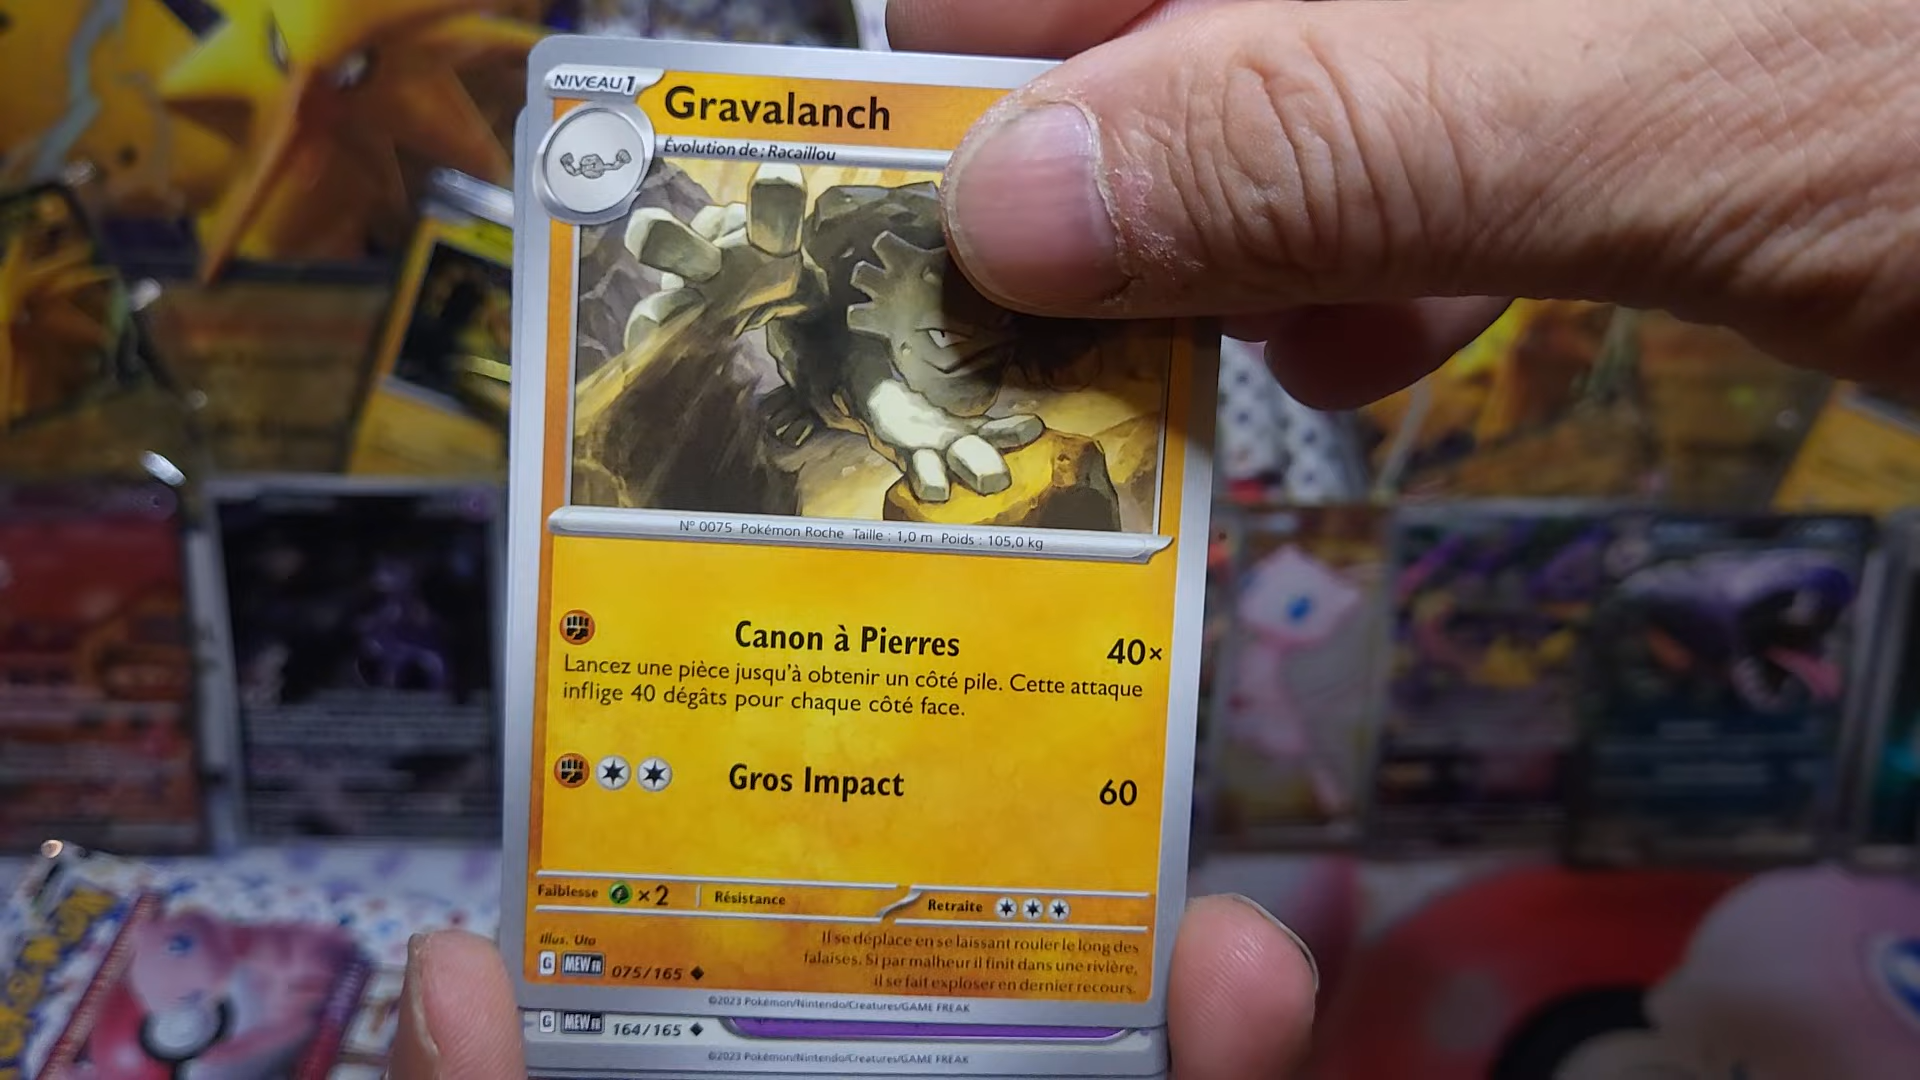 NIVEAU 1
Gravalanch
Évolution de : Racaillou
N° 0075 Pokémon Roche Taille : 1,0 m Poids : 105,0 kg
Canon à Pierres 40×
Lancez une pièce jusqu'à obtenir un côté pile. Cette attaque
inflige 40 dégâts pour chaque côté face.
Gros Impact 60
Faiblesse ×2 Résistance Retraite
Illus. Uto
Il se déplace en se laissant rouler le long des
falaises. Si par malheur il finit dans une rivière,
il se fait exploser en dernier recours.
G MEW FR 075/165
©2023 Pokémon/Nintendo/Creatures/GAME FREAK
G MEW FR 164/165
©2023 Pokémon/Nintendo/Creatures/GAME FREAK